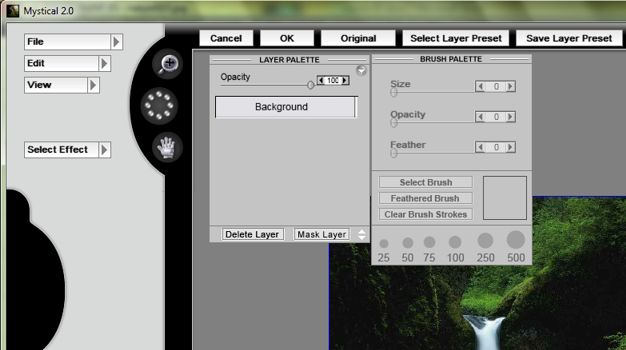 Mystical 2.0
File
Edit
View
Select Effect
Cancel
OK
Original
Select Layer Preset
Save Layer Preset
LAYER PALETTE
Opacity
100
Background
Delete Layer
Mask Layer
BRUSH PALETTE
Size
0
Opacity
0
Feather
0
Select Brush
Feathered Brush
Clear Brush Strokes
25 50 75 100 250 500